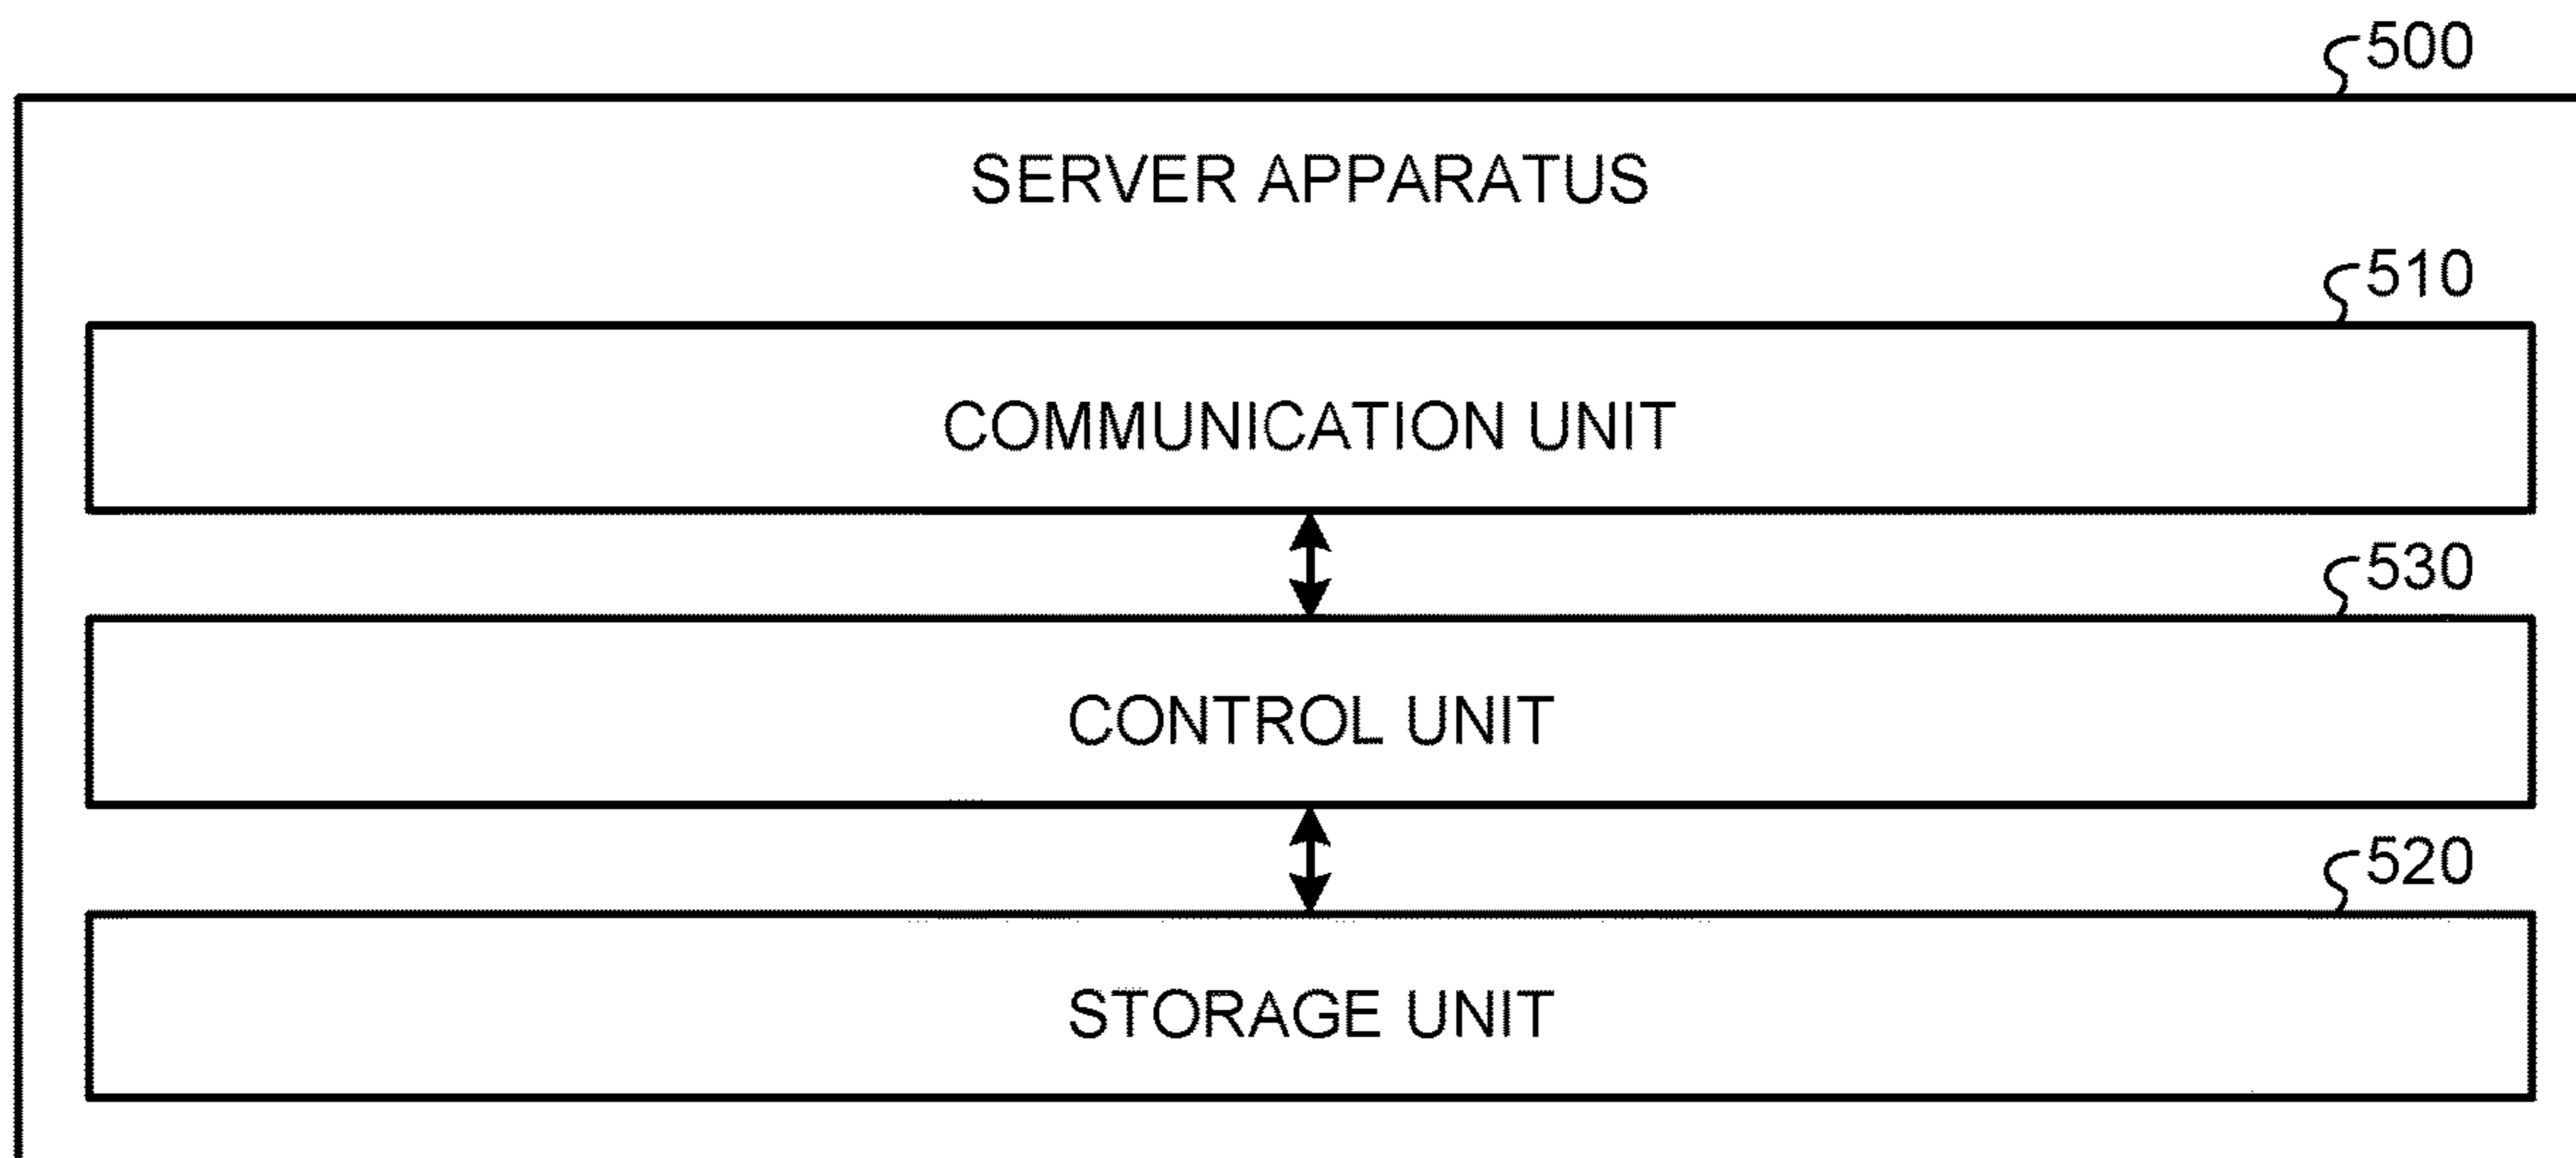 500
SERVER APPARATUS
510
COMMUNICATION UNIT
530
CONTROL UNIT
520
STORAGE UNIT